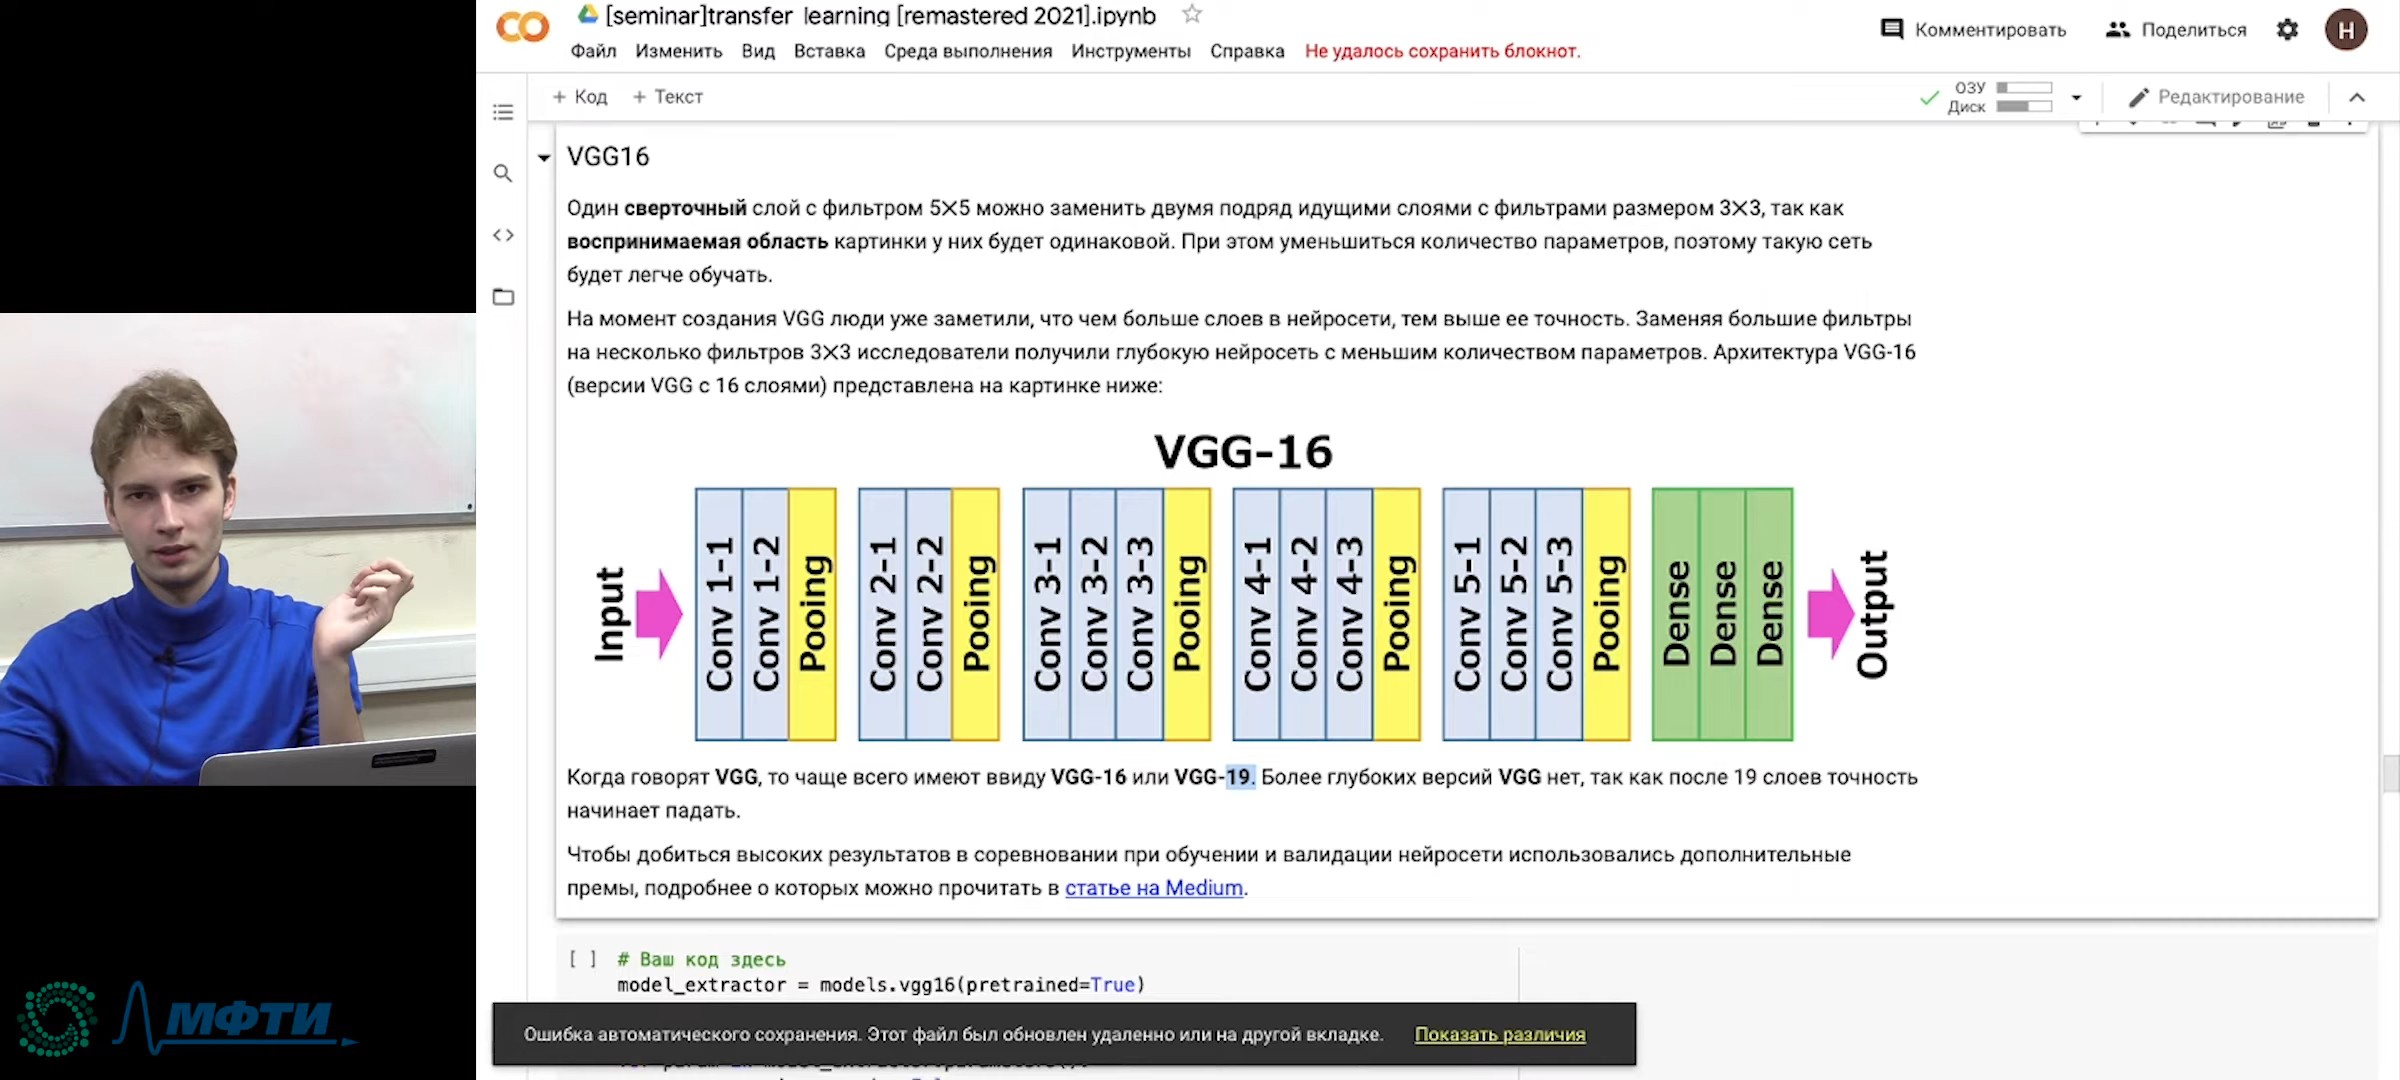 [seminar]transfer_learning [remastered 2021].ipynb
Файл Изменить Вид Вставка Среда выполнения Инструменты Справка Не удалось сохранить блокнот.
Комментировать Поделиться H
+ Код + Текст
ОЗУ
Диск
Редактирование
VGG16
Один сверточный слой с фильтром 5×5 можно заменить двумя подряд идущими слоями с фильтрами размером 3×3, так как
воспринимаемая область картинки у них будет одинаковой. При этом уменьшиться количество параметров, поэтому такую сеть
будет легче обучать.
На момент создания VGG люди уже заметили, что чем больше слоев в нейросети, тем выше ее точность. Заменяя большие фильтры
на несколько фильтров 3×3 исследователи получили глубокую нейросеть с меньшим количеством параметров. Архитектура VGG-16
(версии VGG с 16 слоями) представлена на картинке ниже:
VGG-16
Input
Conv 1-1
Conv 1-2
Pooing
Conv 2-1
Conv 2-2
Pooing
Conv 3-1
Conv 3-2
Conv 3-3
Pooing
Conv 4-1
Conv 4-2
Conv 4-3
Pooing
Conv 5-1
Conv 5-2
Conv 5-3
Pooing
Dense
Dense
Dense
Output
Когда говорят VGG, то чаще всего имеют ввиду VGG-16 или VGG-19. Более глубоких версий VGG нет, так как после 19 слоев точность
начинает падать.
Чтобы добиться высоких результатов в соревновании при обучении и валидации нейросети использовались дополнительные
премы, подробнее о которых можно прочитать в статье на Medium.
[ ] # Ваш код здесь
model_extractor = models.vgg16(pretrained=True)
Ошибка автоматического сохранения. Этот файл был обновлен удаленно или на другой вкладке. Показать различия
МФТИ